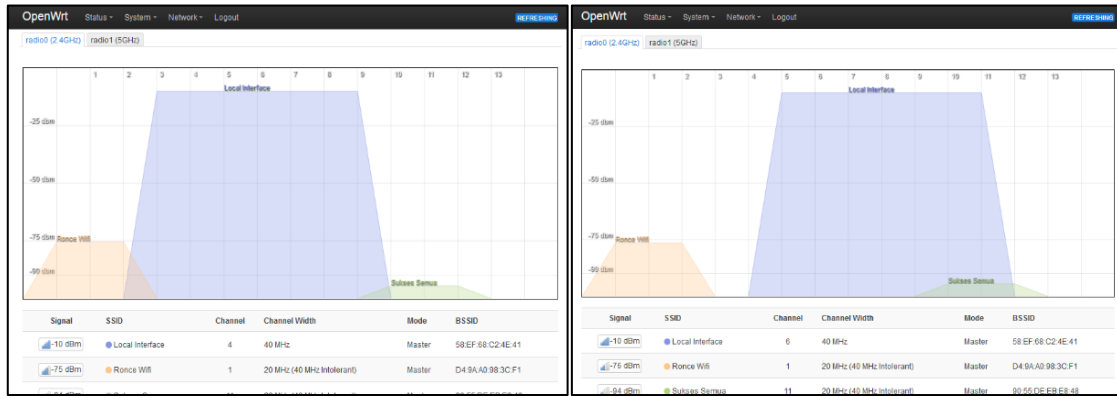 OpenWrt Status System Network Logout REFRESHING
radio0 (2.4GHz) radio1 (5GHz)
1 2 3 4 5 6 7 8 9 10 11 12 13
Local Interface
-25 dbm
-50 dbm
-75 dbm Ronce Wifi
-90 dbm
Sukses Semua
Signal SSID Channel Channel Width Mode BSSID
-10 dBm Local Interface 4 40 MHz Master 58:EF:68:C2:4E:41
-75 dBm Ronce Wifi 1 20 MHz (40 MHz Intolerant) Master D4:9A:A0:98:3C:F1
OpenWrt Status System Network Logout REFRESHING
radio0 (2.4GHz) radio1 (5GHz)
1 2 3 4 5 6 7 8 9 10 11 12 13
Local Interface
-25 dbm
-50 dbm
-75 dbm
Ronce Wifi
-90 dbm
Sukses Semua
Signal SSID Channel Channel Width Mode BSSID
-10 dBm Local Interface 6 40 MHz Master 58:EF:68:C2:4E:41
-76 dBm Ronce Wifi 1 20 MHz (40 MHz Intolerant) Master D4:9A:A0:98:3C:F1
-94 dBm Sukses Semua 11 20 MHz (40 MHz Intolerant) Master 90:55:DE:EB:E8:48